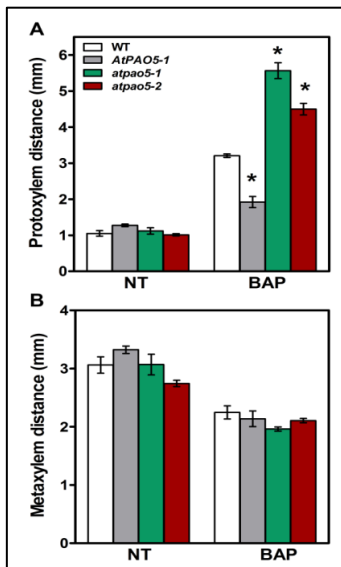 A
WT
AtPAO5-1
atpao5-1
atpao5-2
Protoxylem distance (mm)
6
5
4
3
2
1
0
*
*
*
NT
BAP
B
Metaxylem distance (mm)
4
3
2
1
0
NT
BAP